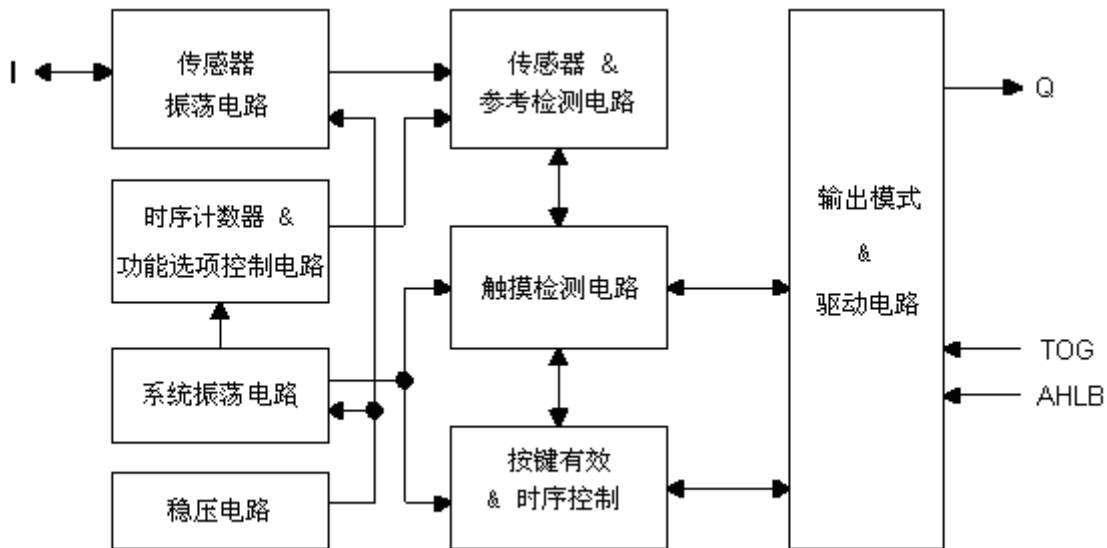 I
传感器
振荡电路
传感器 &
参考检测电路
Q
时序计数器 &
功能选项控制电路
输出模式
&
驱动电路
触摸检测电路
TOG
系统振荡电路
AHLB
按键有效
& 时序控制
稳压电路